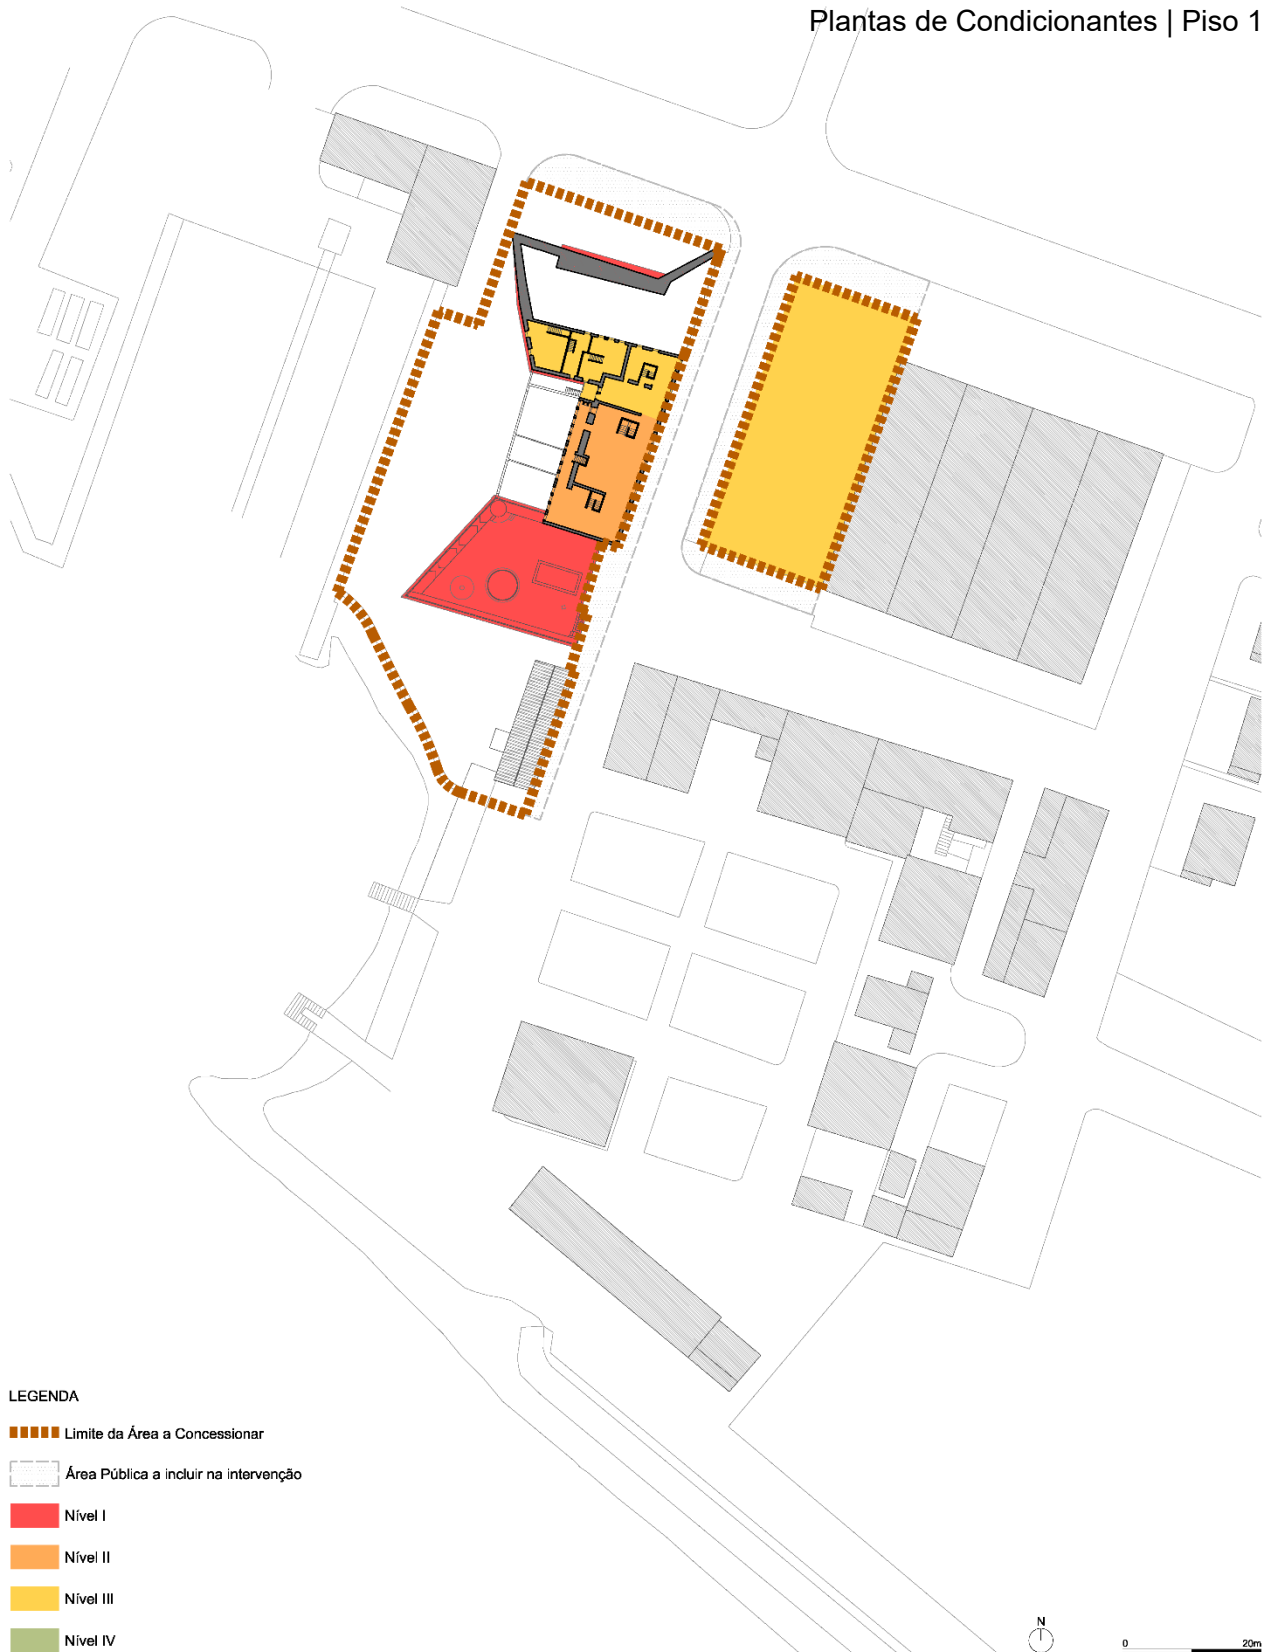 Plantas de Condicionantes | Piso 1
LEGENDA
Limite da Área a Concessionar
Área Pública a incluir na intervenção
Nível I
Nível II
Nível III
Nível IV
N
0 20m